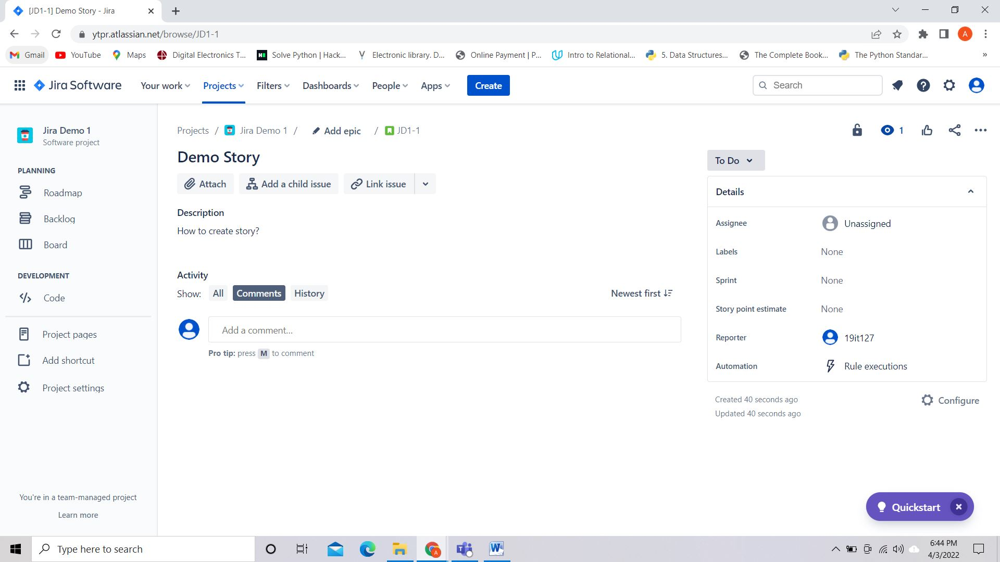 [JD1-1] Demo Story - Jira
ytpr.atlassian.net/browse/JD1-1
A
Gmail
YouTube
Maps
Digital Electronics T...
Solve Python | Hack...
Electronic library. D...
Online Payment | P...
Intro to Relational...
5. Data Structures...
The Complete Book...
The Python Standar...
»
Jira Software
Your work
Projects
Filters
Dashboards
People
Apps
Create
Search
Jira Demo 1
Software project
PLANNING
Roadmap
Backlog
Board
DEVELOPMENT
Code
Project pages
Add shortcut
Project settings
You're in a team-managed project
Learn more
Projects / Jira Demo 1 / Add epic / JD1-1
1
Demo Story
Attach
Add a child issue
Link issue
Description
How to create story?
Activity
Show: All Comments History
Newest first
Add a comment...
Pro tip: press M to comment
To Do
Details
Assignee Unassigned
Labels None
Sprint None
Story point estimate None
Reporter 19it127
Automation Rule executions
Created 40 seconds ago
Updated 40 seconds ago
Configure
Quickstart
Type here to search
6:44 PM
4/3/2022